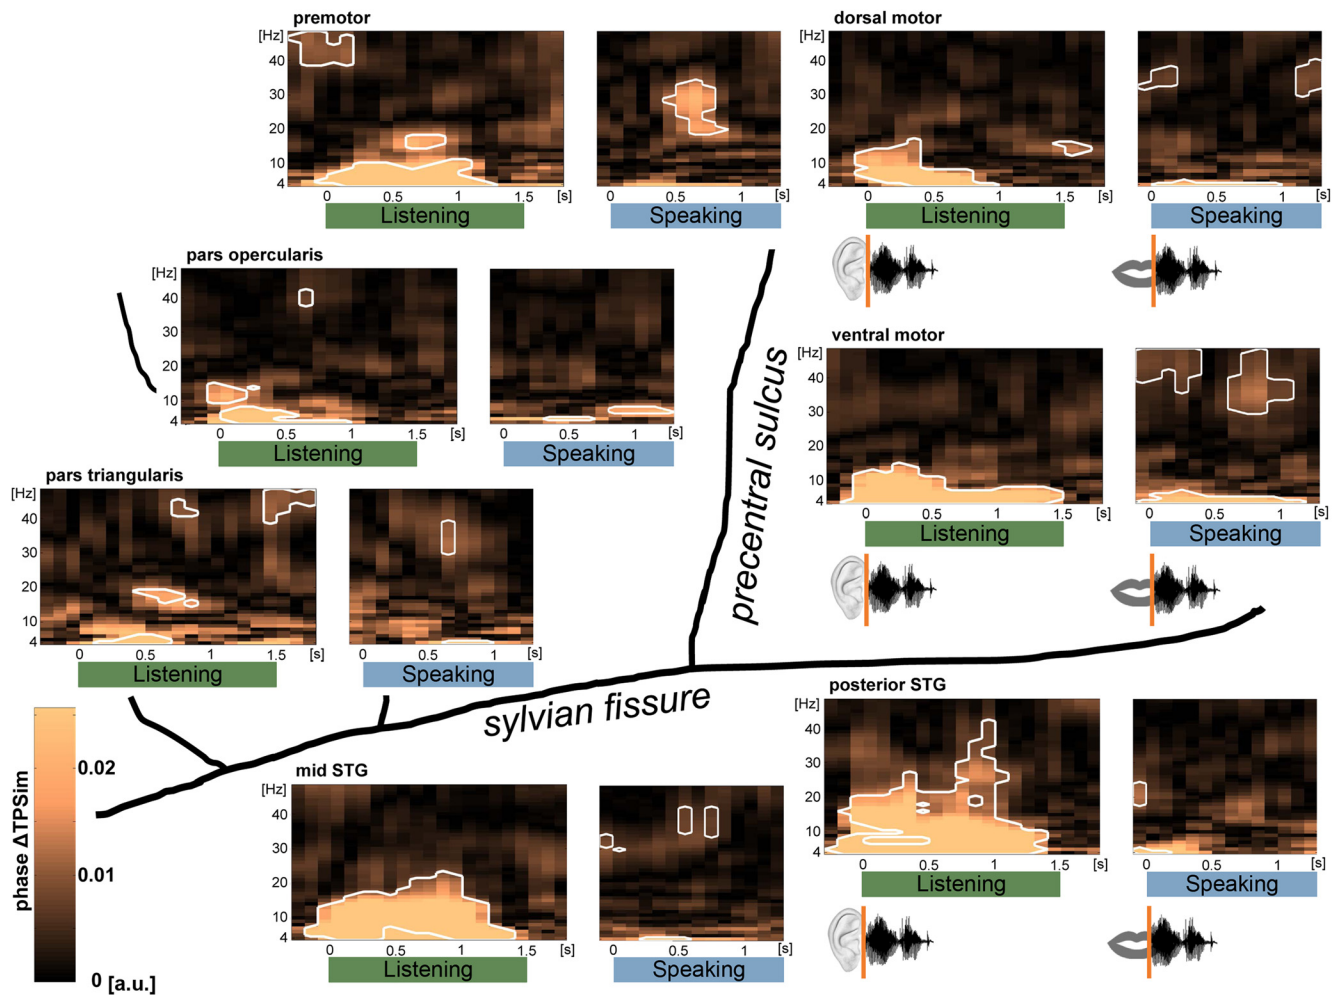 premotor
[Hz]
40
30
20
10
4
0
0.5
1
1.5
[s]
Listening
0
0.5
1
[s]
Speaking
dorsal motor
[Hz]
40
30
20
10
4
0
0.5
1
1.5
[s]
Listening
0
0.5
1
[s]
Speaking
pars opercularis
[Hz]
40
30
20
10
4
0
0.5
1
1.5
[s]
Listening
0
0.5
1
[s]
Speaking
precentral sulcus
ventral motor
[Hz]
40
30
20
10
4
0
0.5
1
1.5
[s]
Listening
0
0.5
1
[s]
Speaking
pars triangularis
[Hz]
40
30
20
10
4
0
0.5
1
1.5
[s]
Listening
0
0.5
1
[s]
Speaking
sylvian fissure
posterior STG
[Hz]
40
30
20
10
4
0
0.5
1
1.5
[s]
Listening
0
0.5
1
[s]
Speaking
phase ΔTPSim
0.02
0.01
0 [a.u.]
mid STG
[Hz]
40
30
20
10
4
0
0.5
1
1.5
[s]
Listening
0
0.5
1
[s]
Speaking